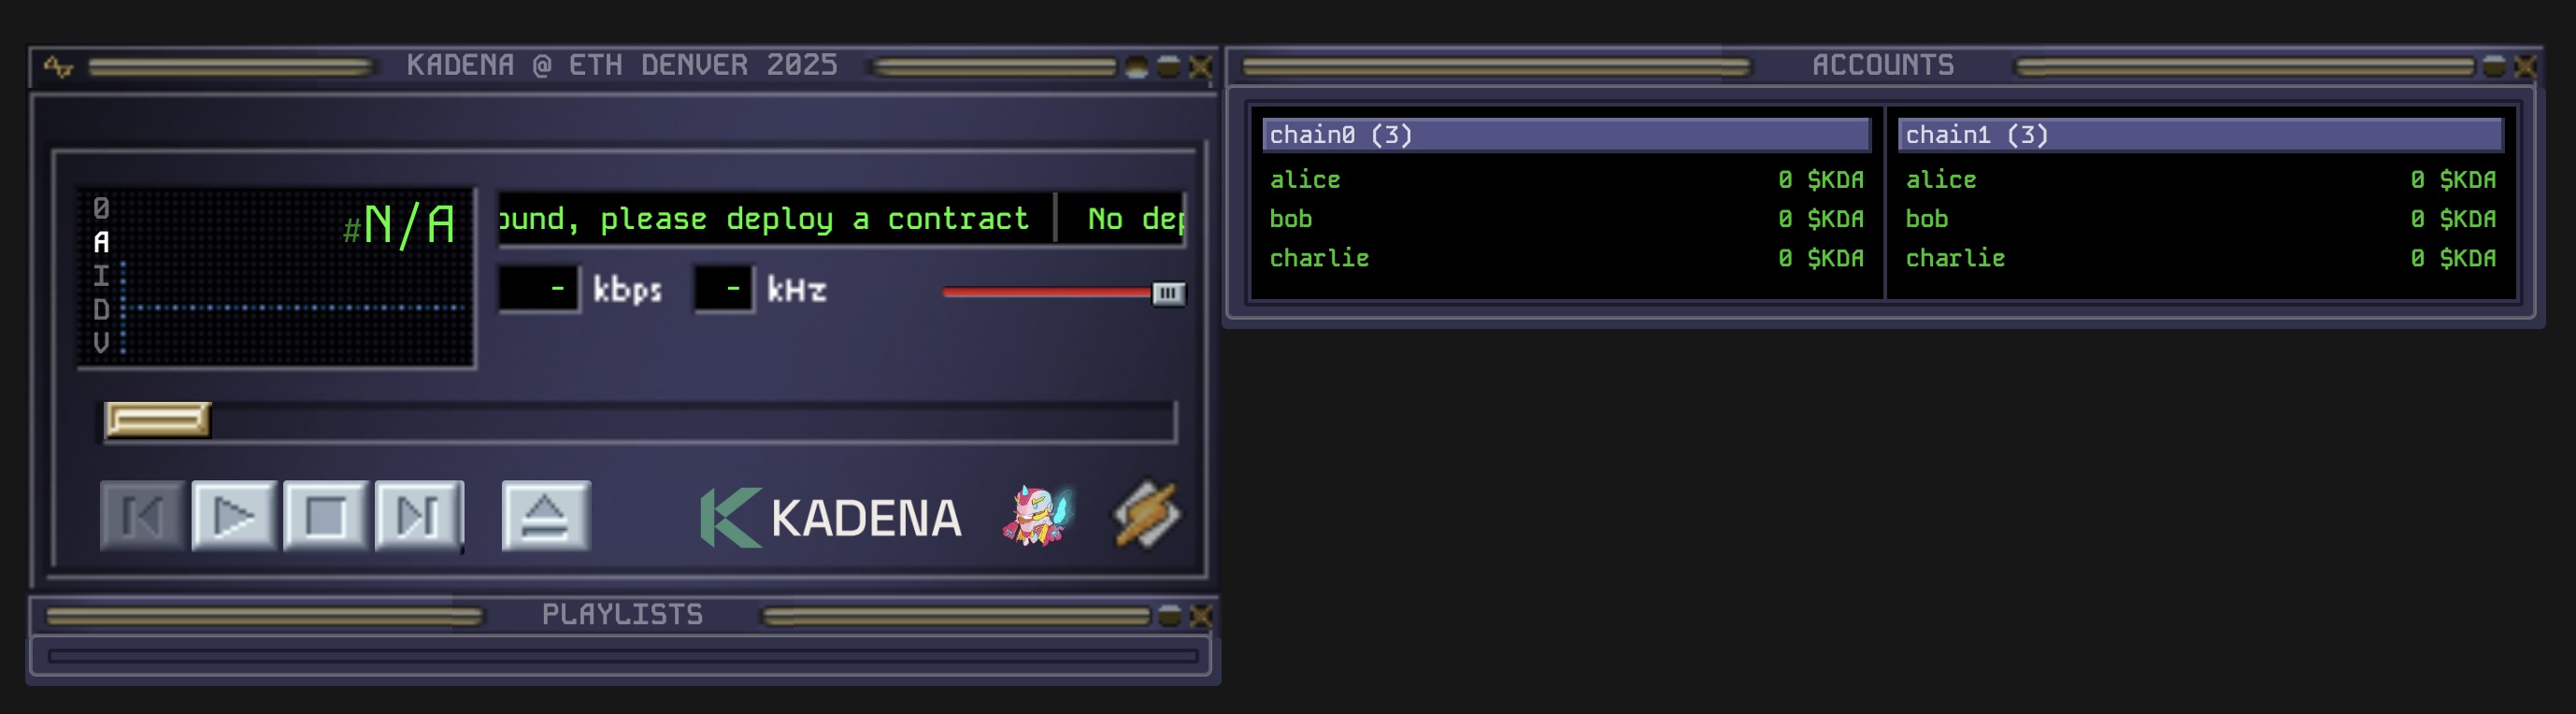 KADENA @ ETH DENVER 2025
O
A
I
D
V
#N/A
ound, please deploy a contract | No dep
- kbps - kHz
KADENA
PLAYLISTS
ACCOUNTS
chain0 (3)
alice 0 $KDA
bob 0 $KDA
charlie 0 $KDA
chain1 (3)
alice 0 $KDA
bob 0 $KDA
charlie 0 $KDA